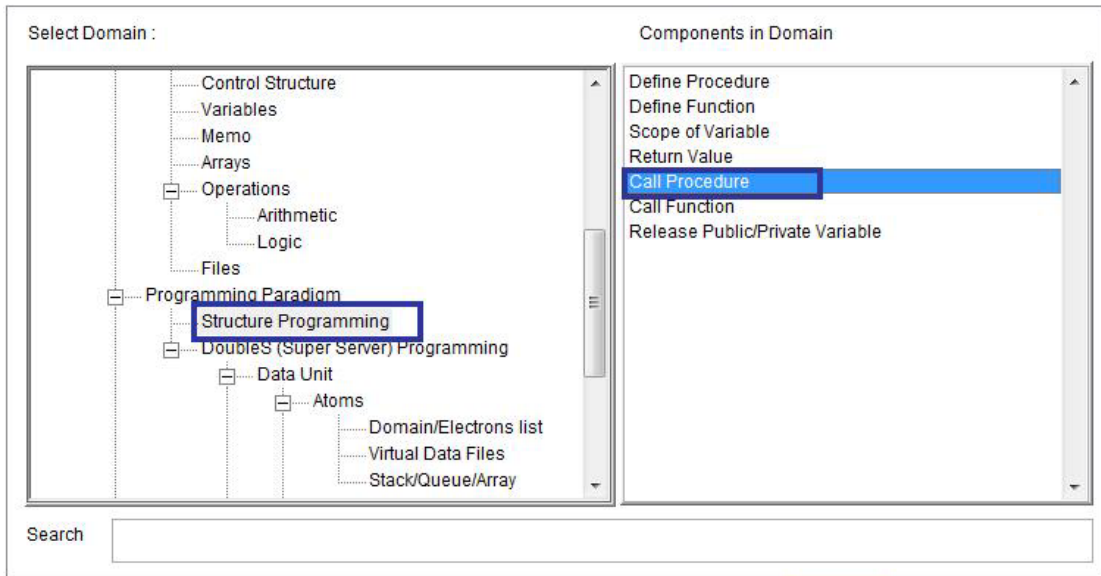 Select Domain :
Components in Domain
Control Structure
Variables
Memo
Arrays
Operations
Arithmetic
Logic
Files
Programming Paradigm
Structure Programming
DoubleS (Super Server) Programming
Data Unit
Atoms
Domain/Electrons list
Virtual Data Files
Stack/Queue/Array
Define Procedure
Define Function
Scope of Variable
Return Value
Call Procedure
Call Function
Release Public/Private Variable
Search